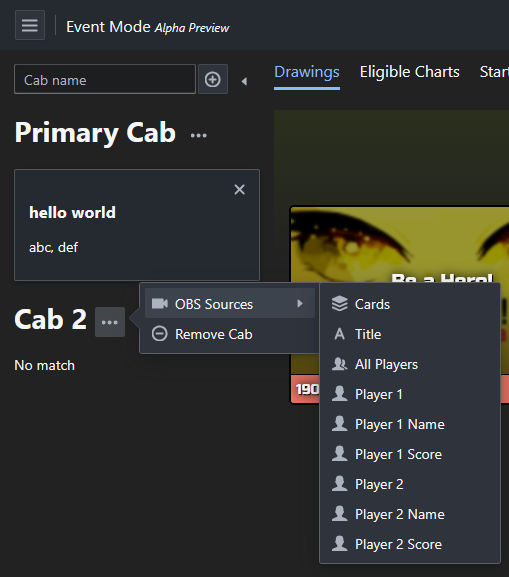 Event Mode Alpha Preview
Cab name
Drawings Eligible Charts Start
Primary Cab
hello world
abc, def
Be a Hero!
Cab 2
No match
OBS Sources
Remove Cab
Cards
Title
All Players
Player 1
Player 1 Name
Player 1 Score
Player 2
Player 2 Name
Player 2 Score
190